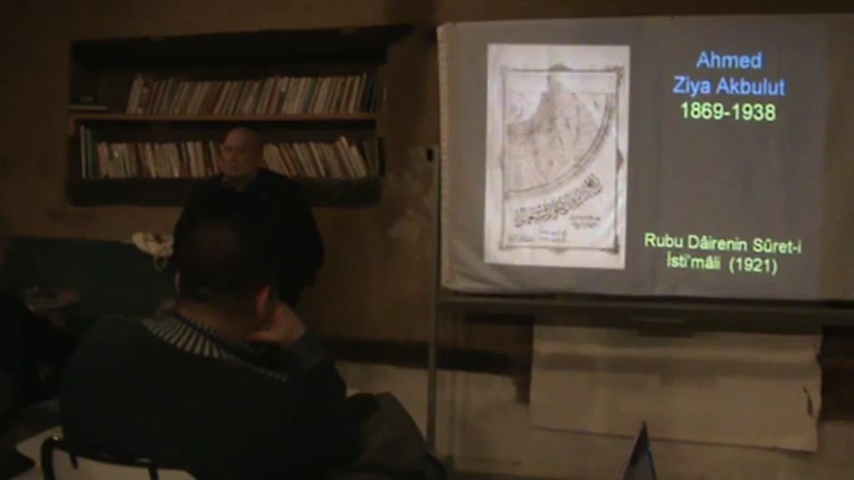 Ahmed
Ziya Akbulut
1869-1938
Rubu Dâirenin Sûret-i
İsti'mâli (1921)